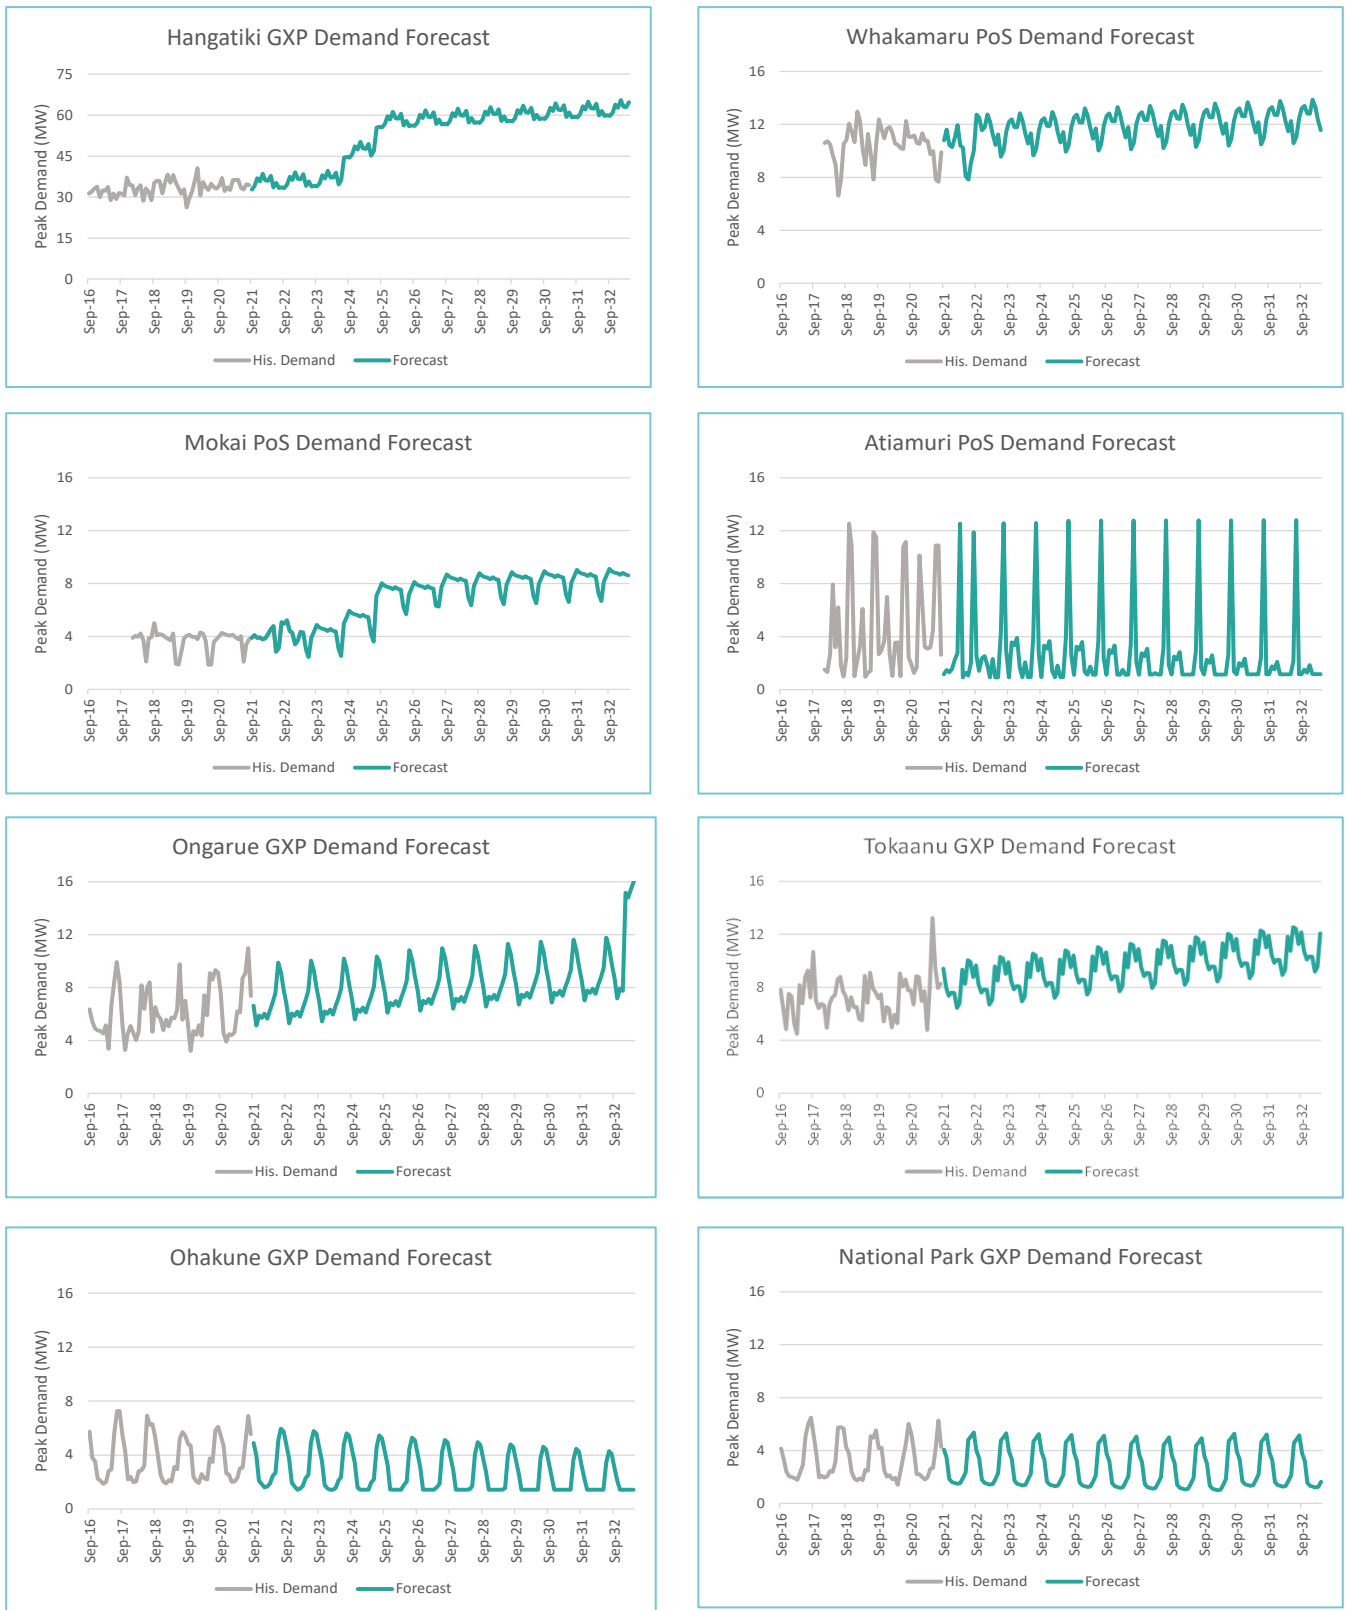 Hangatiki GXP Demand Forecast
Peak Demand (MW)
75
60
45
30
15
0
Sep-16
Sep-17
Sep-18
Sep-19
Sep-20
Sep-21
Sep-22
Sep-23
Sep-24
Sep-25
Sep-26
Sep-27
Sep-28
Sep-29
Sep-30
Sep-31
Sep-32
His. Demand Forecast
Whakamaru PoS Demand Forecast
Peak Demand (MW)
16
12
8
4
0
Sep-16
Sep-17
Sep-18
Sep-19
Sep-20
Sep-21
Sep-22
Sep-23
Sep-24
Sep-25
Sep-26
Sep-27
Sep-28
Sep-29
Sep-30
Sep-31
Sep-32
His. Demand Forecast
Mokai PoS Demand Forecast
Peak Demand (MW)
16
12
8
4
0
Sep-16
Sep-17
Sep-18
Sep-19
Sep-20
Sep-21
Sep-22
Sep-23
Sep-24
Sep-25
Sep-26
Sep-27
Sep-28
Sep-29
Sep-30
Sep-31
Sep-32
His. Demand Forecast
Atiamuri PoS Demand Forecast
Peak Demand (MW)
16
12
8
4
0
Sep-16
Sep-17
Sep-18
Sep-19
Sep-20
Sep-21
Sep-22
Sep-23
Sep-24
Sep-25
Sep-26
Sep-27
Sep-28
Sep-29
Sep-30
Sep-31
Sep-32
His. Demand Forecast
Ongarue GXP Demand Forecast
Peak Demand (MW)
16
12
8
4
0
Sep-16
Sep-17
Sep-18
Sep-19
Sep-20
Sep-21
Sep-22
Sep-23
Sep-24
Sep-25
Sep-26
Sep-27
Sep-28
Sep-29
Sep-30
Sep-31
Sep-32
His. Demand Forecast
Tokaanu GXP Demand Forecast
Peak Demand (MW)
16
12
8
4
0
Sep-16
Sep-17
Sep-18
Sep-19
Sep-20
Sep-21
Sep-22
Sep-23
Sep-24
Sep-25
Sep-26
Sep-27
Sep-28
Sep-29
Sep-30
Sep-31
Sep-32
His. Demand Forecast
Ohakune GXP Demand Forecast
Peak Demand (MW)
16
12
8
4
0
Sep-16
Sep-17
Sep-18
Sep-19
Sep-20
Sep-21
Sep-22
Sep-23
Sep-24
Sep-25
Sep-26
Sep-27
Sep-28
Sep-29
Sep-30
Sep-31
Sep-32
His. Demand Forecast
National Park GXP Demand Forecast
Peak Demand (MW)
16
12
8
4
0
Sep-16
Sep-17
Sep-18
Sep-19
Sep-20
Sep-21
Sep-22
Sep-23
Sep-24
Sep-25
Sep-26
Sep-27
Sep-28
Sep-29
Sep-30
Sep-31
Sep-32
His. Demand Forecast